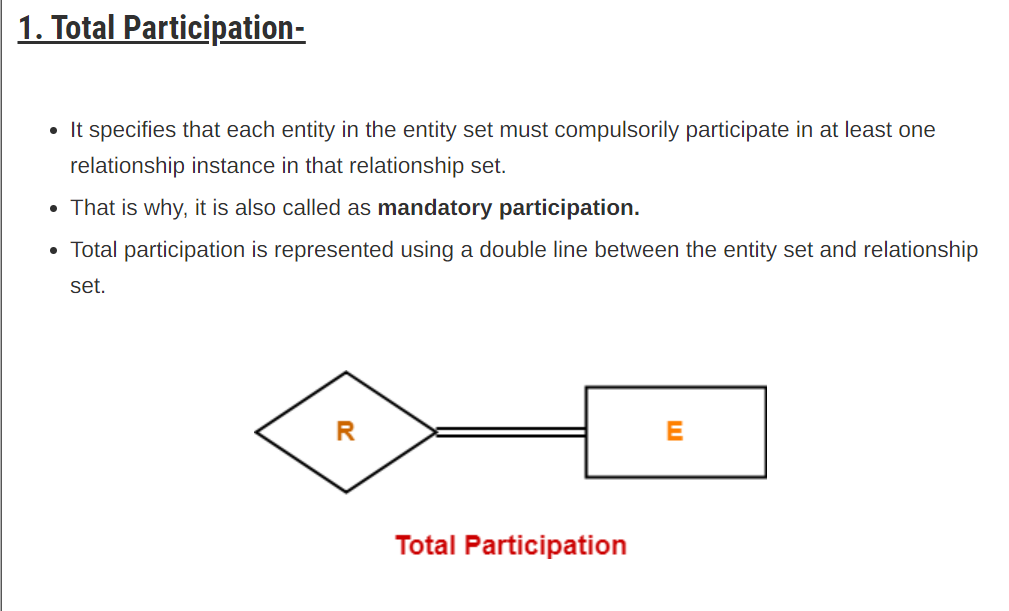 1. Total Participation-
• It specifies that each entity in the entity set must compulsorily participate in at least one
relationship instance in that relationship set.
• That is why, it is also called as mandatory participation.
• Total participation is represented using a double line between the entity set and relationship
set.
R
E
Total Participation